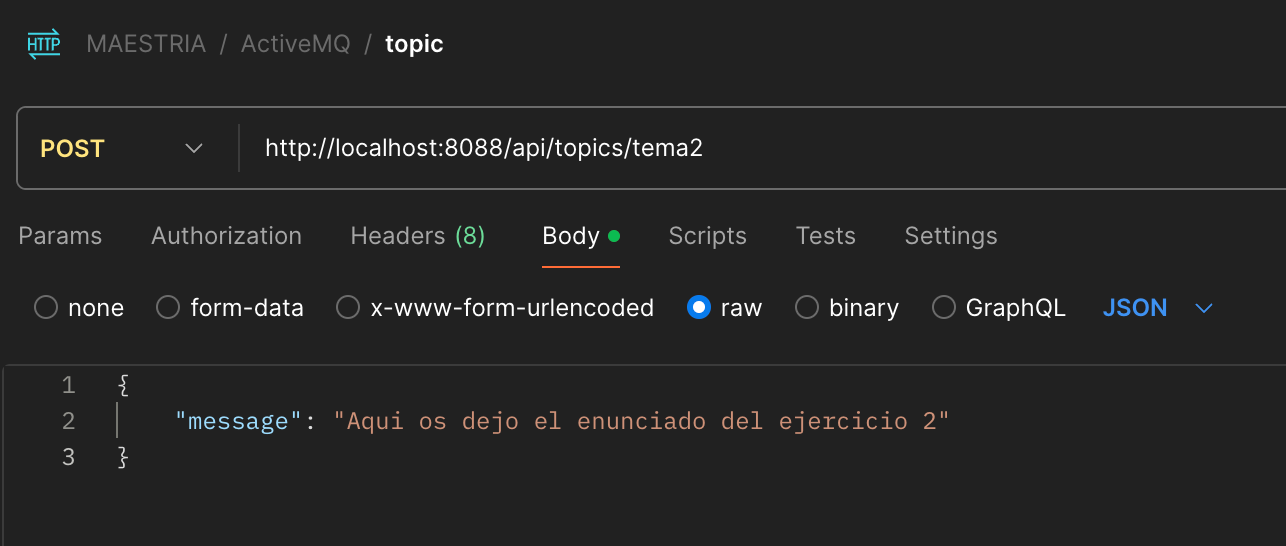 HTTP MAESTRIA / ActiveMQ / topic
POST http://localhost:8088/api/topics/tema2
Params Authorization Headers (8) Body Scripts Tests Settings
none form-data x-www-form-urlencoded raw binary GraphQL JSON
1 {
2 "message": "Aqui os dejo el enunciado del ejercicio 2"
3 }